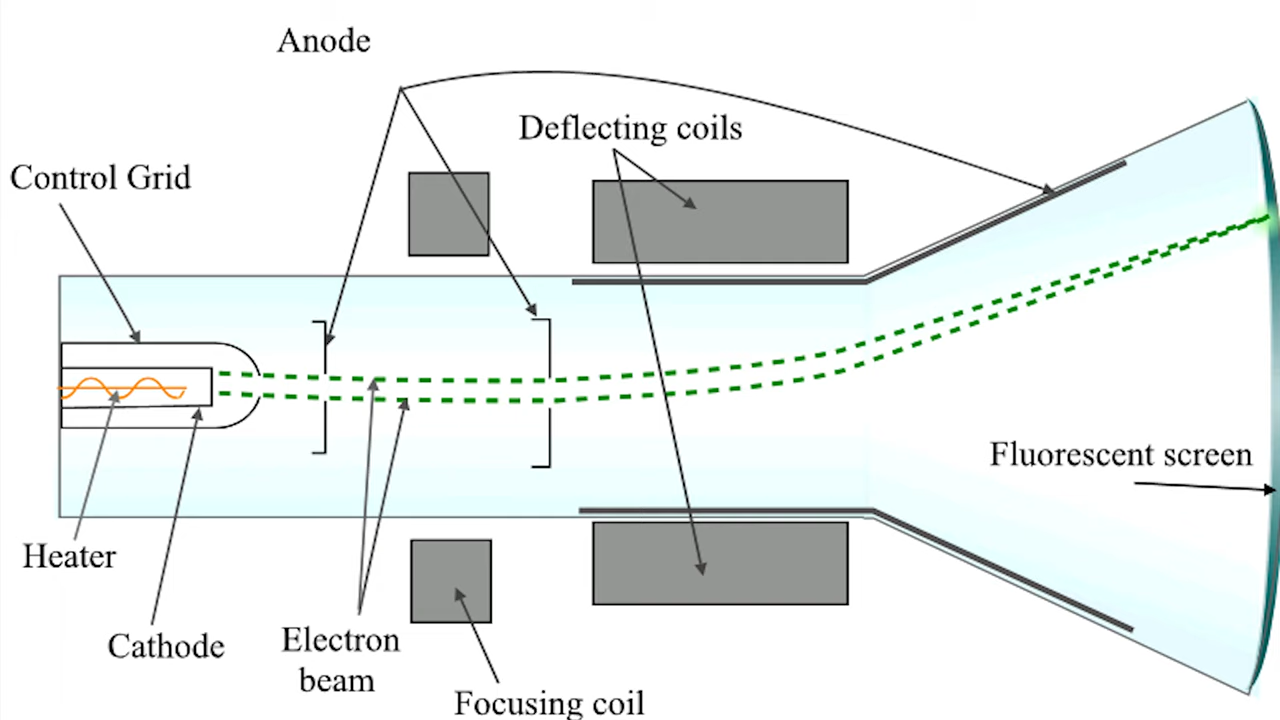 Anode
Deflecting coils
Control Grid
Fluorescent screen
Heater
Cathode
Electron
beam
Focusing coil